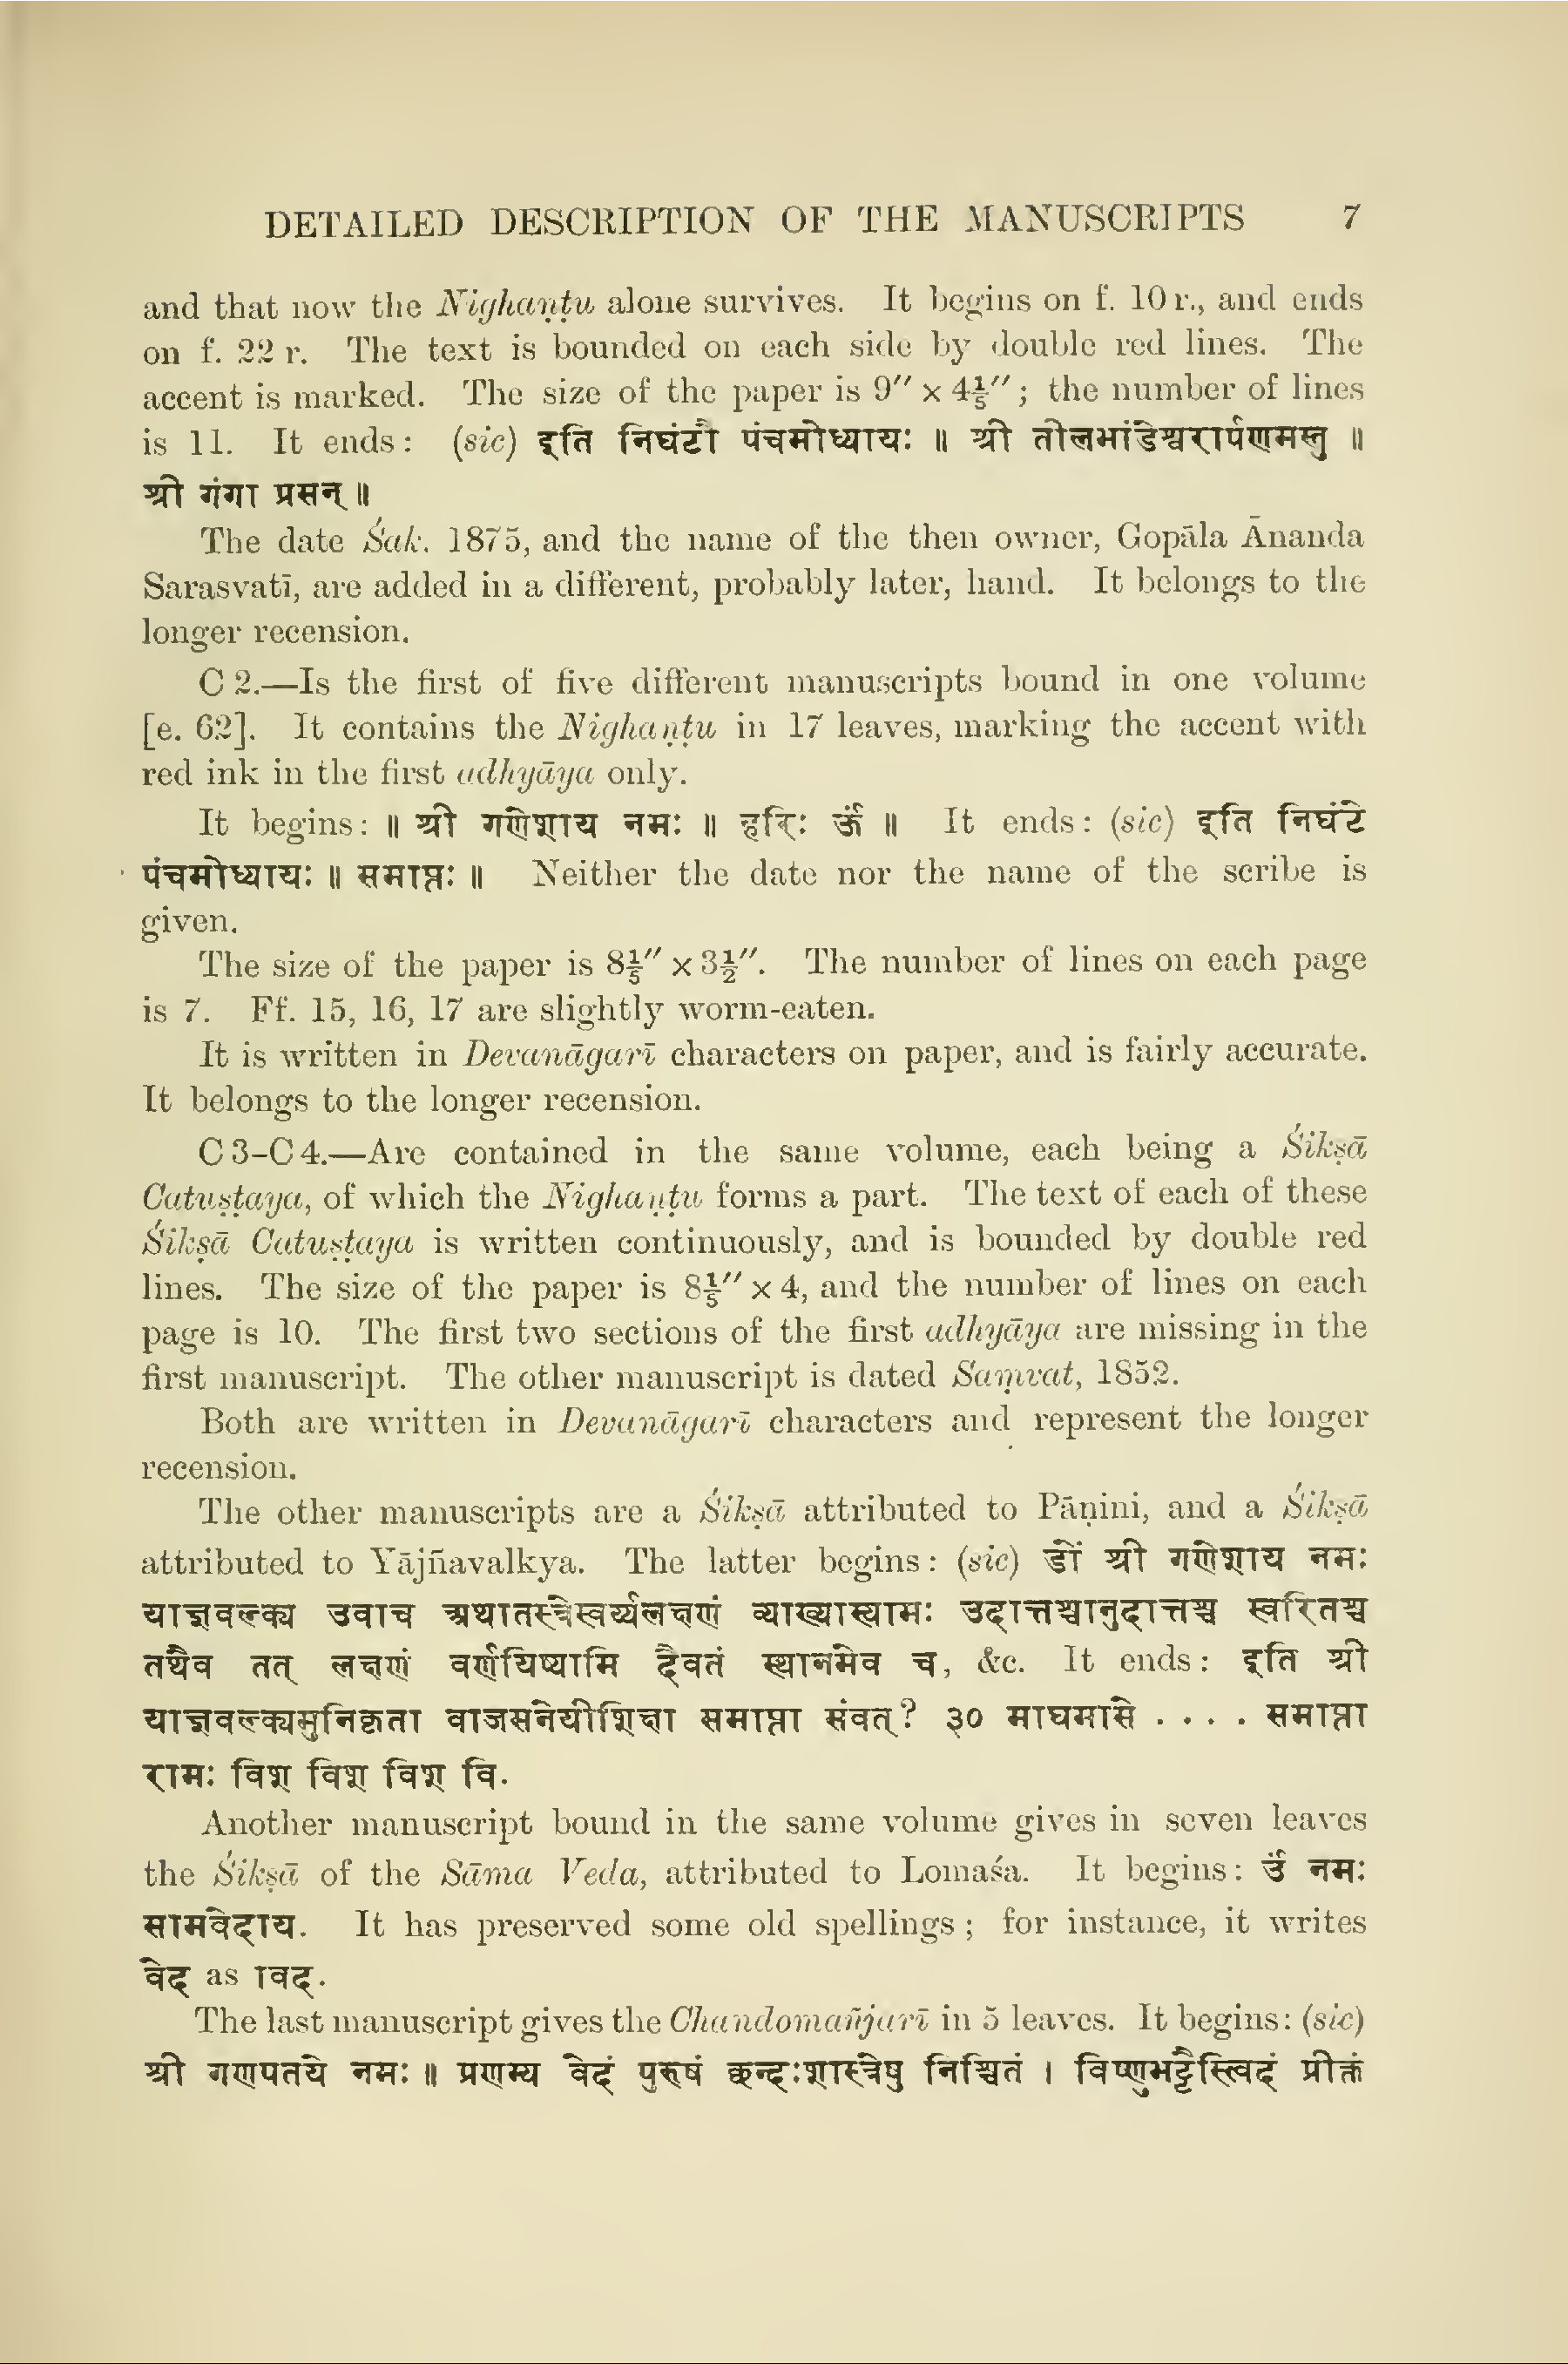 DETAILED DESCRIPTION OF THE MANUSCRIPTS 7
and that now the Nighaṇṭu alone survives. It begins on f. 10 r., and ends
on f. 22 r. The text is bounded on each side by double red lines. The
accent is marked. The size of the paper is 9″ × 4⅕″; the number of lines
is 11. It ends: (sic) इति निघंटौ पंचमोध्यायः ॥ श्री तीलभांडेश्वरार्पणमस्तु ॥
श्री गंगा प्रसन् ॥
The date Śak. 1875, and the name of the then owner, Gopāla Ānanda
Sarasvatī, are added in a different, probably later, hand. It belongs to the
longer recension.
C 2.—Is the first of five different manuscripts bound in one volume
[e. 62]. It contains the Nighaṇṭu in 17 leaves, marking the accent with
red ink in the first adhyāya only.
It begins: ॥ श्री गणेशाय नमः ॥ हरिः ॐ ॥ It ends: (sic) इति निघंटे
पंचमोध्यायः ॥ समाप्तः ॥ Neither the date nor the name of the scribe is
given.
The size of the paper is 8⅕″ × 3½″. The number of lines on each page
is 7. Ff. 15, 16, 17 are slightly worm-eaten.
It is written in Devanāgarī characters on paper, and is fairly accurate.
It belongs to the longer recension.
C 3–C 4.—Are contained in the same volume, each being a Śikṣā
Catuṣṭaya, of which the Nighaṇṭu forms a part. The text of each of these
Śikṣā Catuṣṭaya is written continuously, and is bounded by double red
lines. The size of the paper is 8⅕″ × 4, and the number of lines on each
page is 10. The first two sections of the first adhyāya are missing in the
first manuscript. The other manuscript is dated Saṃvat, 1852.
Both are written in Devanāgarī characters and represent the longer
recension.
The other manuscripts are a Śikṣā attributed to Pāṇini, and a Śikṣā
attributed to Yājñavalkya. The latter begins: (sic) डों श्री गणेशाय नमः
याज्ञवल्क्य उवाच अथातस्त्रैस्वर्य्यलक्षणं व्याख्यास्यामः उदात्तश्चानुदात्तश्च स्वरितश्च
तथैव तत् लक्षणं वर्णयिष्यामि दैवतं स्थानमेव च, &c. It ends: इति श्री
याज्ञवल्क्यमुनिकृता वाजसनेयीशिक्षा समाप्ता संवत्? ३० माघमासे . . . . समाप्ता
रामः विश विश विश वि.
Another manuscript bound in the same volume gives in seven leaves
the Śikṣā of the Sāma Veda, attributed to Lomaśa. It begins: उँ नमः
सामवेदाय. It has preserved some old spellings; for instance, it writes
वेद as ावद.
The last manuscript gives the Chandomañjarī in 5 leaves. It begins: (sic)
श्री गणपतये नमः ॥ प्रणम्य वेदं पुरुषं छन्दःशास्त्रेषु निश्चितं । विष्णुभट्टैस्त्विदं प्रीक्तं